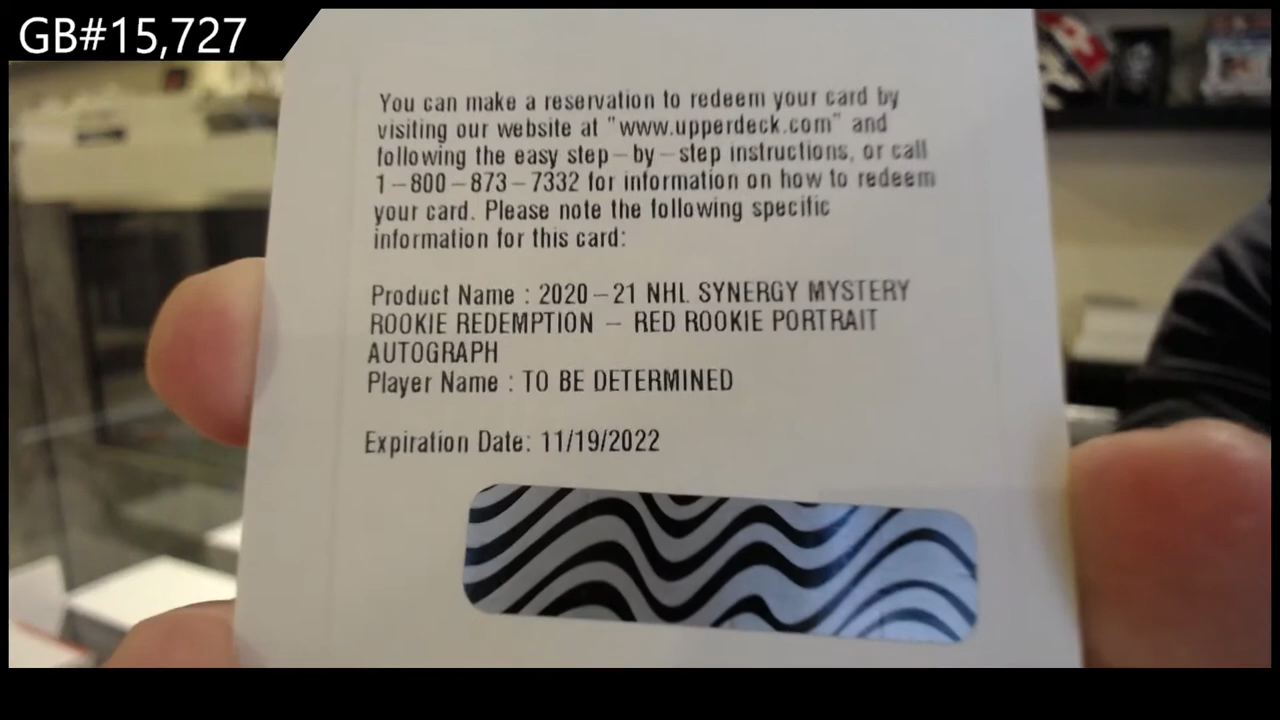 GB#15,727
You can make a reservation to redeem your card by
visiting our website at "www.upperdeck.com" and
following the easy step-by-step instructions, or call
1-800-873-7332 for information on how to redeem
your card. Please note the following specific
information for this card:
Product Name : 2020-21 NHL SYNERGY MYSTERY
ROOKIE REDEMPTION - RED ROOKIE PORTRAIT
AUTOGRAPH
Player Name : TO BE DETERMINED
Expiration Date: 11/19/2022